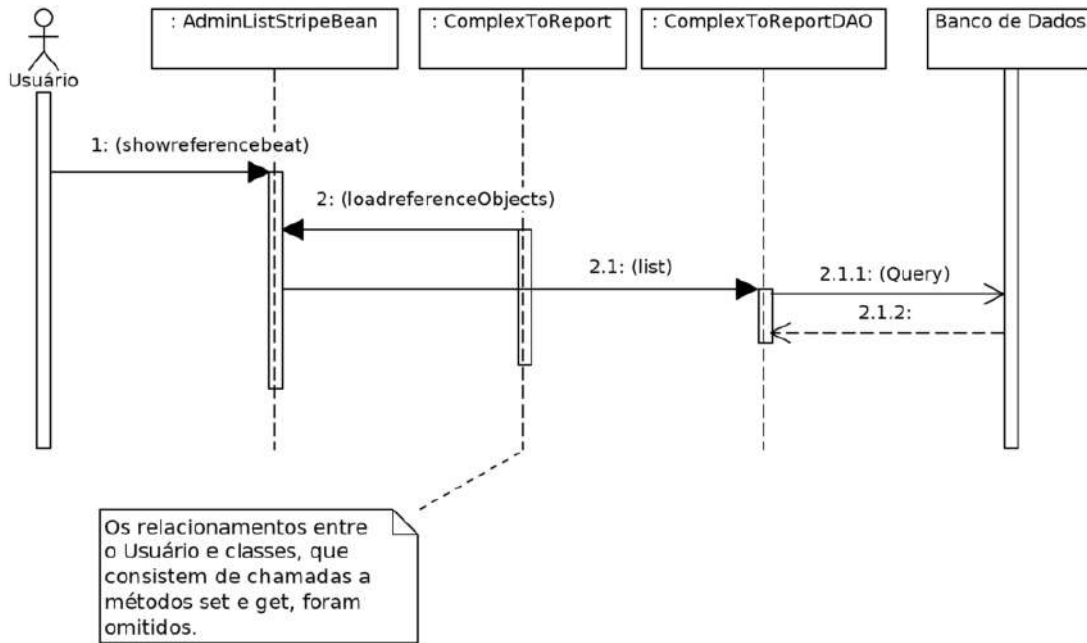 : AdminListStripeBean
: ComplexToReport
: ComplexToReportDAO
Banco de Dados
Usuário
1: (showreferencebeat)
2: (loadreferenceObjects)
2.1: (list)
2.1.1: (Query)
2.1.2:
Os relacionamentos entre
o Usuário e classes, que
consistem de chamadas a
métodos set e get, foram
omitidos.